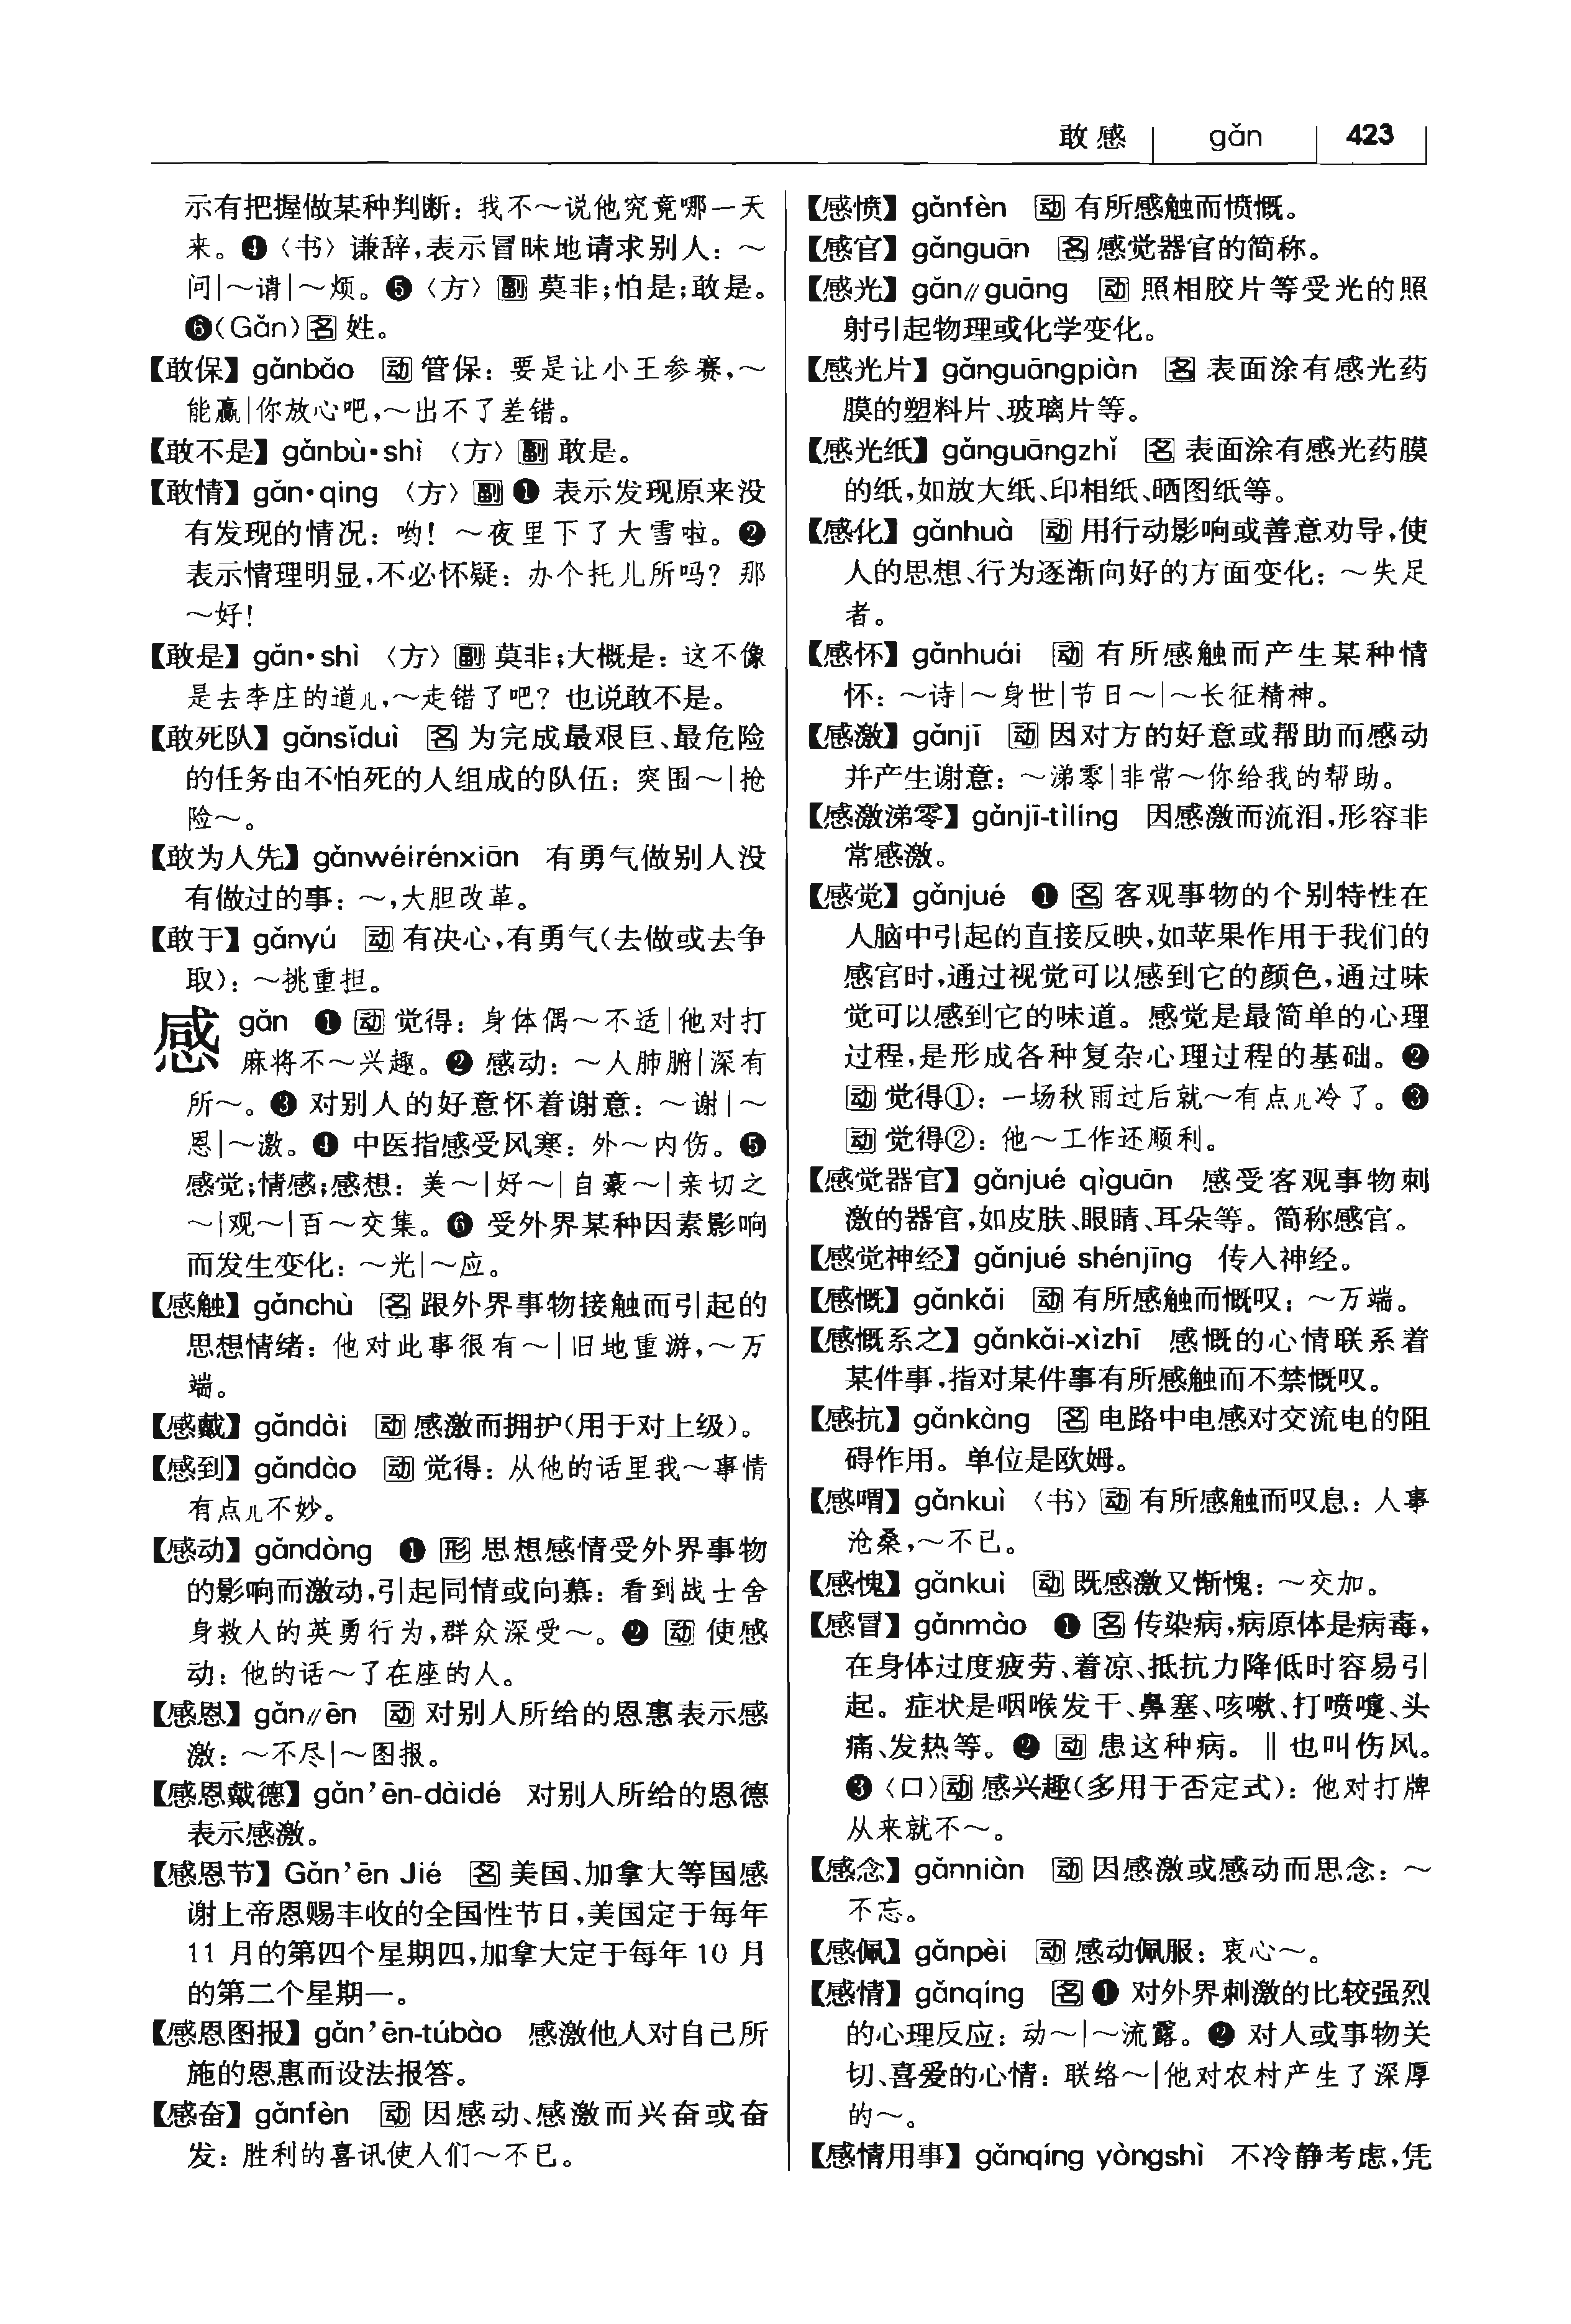 敢感 gǎn 423
示有把握做某种判断：我不～说他究竟哪一天
来。❹〈书〉谦辞，表示冒昧地请求别人：～
问|～请|～烦。❺〈方〉副 莫非；怕是；敢是。
❻（Gǎn）名 姓。
【敢保】gǎnbǎo 动 管保：要是让小王参赛，～
能赢|你放心吧，～出不了差错。
【敢不是】gǎnbù·shì 〈方〉副 敢是。
【敢情】gǎn·qing 〈方〉副 ❶ 表示发现原来没
有发现的情况：哟！～夜里下了大雪啦。❷
表示情理明显，不必怀疑：办个托儿所吗？那
～好！
【敢是】gǎn·shì 〈方〉副 莫非；大概是：这不像
是去李庄的道儿，～走错了吧？也说敢不是。
【敢死队】gǎnsǐduì 名 为完成最艰巨、最危险
的任务由不怕死的人组成的队伍：突围～|抢
险～。
【敢为人先】gǎnwéirénxiān 有勇气做别人没
有做过的事：～，大胆改革。
【敢于】gǎnyú 动 有决心，有勇气（去做或去争
取）：～挑重担。
感 gǎn ❶ 动 觉得：身体偶～不适|他对打
麻将不～兴趣。❷ 感动：～人肺腑|深有
所～。❸ 对别人的好意怀着谢意：～谢|～
恩|～激。❹ 中医指感受风寒：外～内伤。❺
感觉；情感；感想：美～|好～|自豪～|亲切之
～|观～|百～交集。❻ 受外界某种因素影响
而发生变化：～光|～应。
【感触】gǎnchù 名 跟外界事物接触而引起的
思想情绪：他对此事很有～|旧地重游，～万
端。
【感戴】gǎndài 动 感激而拥护（用于对上级）。
【感到】gǎndào 动 觉得：从他的话里我～事情
有点儿不妙。
【感动】gǎndòng ❶ 形 思想感情受外界事物
的影响而激动，引起同情或向慕：看到战士舍
身救人的英勇行为，群众深受～。❷ 动 使感
动：他的话～了在座的人。
【感恩】gǎn∥ēn 动 对别人所给的恩惠表示感
激：～不尽|～图报。
【感恩戴德】gǎn’ēn-dàidé 对别人所给的恩德
表示感激。
【感恩节】Gǎn’ēn Jié 名 美国、加拿大等国感
谢上帝恩赐丰收的全国性节日，美国定于每年
11 月的第四个星期四，加拿大定于每年 10 月
的第二个星期一。
【感恩图报】gǎn’ēn-túbào 感激他人对自己所
施的恩惠而设法报答。
【感奋】gǎnfèn 动 因感动、感激而兴奋或奋
发：胜利的喜讯使人们～不已。
【感愤】gǎnfèn 动 有所感触而愤慨。
【感官】gǎnguān 名 感觉器官的简称。
【感光】gǎn∥guāng 动 照相胶片等受光的照
射引起物理或化学变化。
【感光片】gǎnguāngpiàn 名 表面涂有感光药
膜的塑料片、玻璃片等。
【感光纸】gǎnguāngzhǐ 名 表面涂有感光药膜
的纸，如放大纸、印相纸、晒图纸等。
【感化】gǎnhuà 动 用行动影响或善意劝导，使
人的思想、行为逐渐向好的方面变化：～失足
者。
【感怀】gǎnhuái 动 有所感触而产生某种情
怀：～诗|～身世|节日～|～长征精神。
【感激】gǎnjī 动 因对方的好意或帮助而感动
并产生谢意：～涕零|非常～你给我的帮助。
【感激涕零】gǎnjī-tìlíng 因感激而流泪，形容非
常感激。
【感觉】gǎnjué ❶ 名 客观事物的个别特性在
人脑中引起的直接反映，如苹果作用于我们的
感官时，通过视觉可以感到它的颜色，通过味
觉可以感到它的味道。感觉是最简单的心理
过程，是形成各种复杂心理过程的基础。❷
动 觉得①：一场秋雨过后就～有点儿冷了。❸
动 觉得②：他～工作还顺利。
【感觉器官】gǎnjué qìguān 感受客观事物刺
激的器官，如皮肤、眼睛、耳朵等。简称感官。
【感觉神经】gǎnjué shénjīng 传入神经。
【感慨】gǎnkǎi 动 有所感触而慨叹：～万端。
【感慨系之】gǎnkǎi-xìzhī 感慨的心情联系着
某件事，指对某件事有所感触而不禁慨叹。
【感抗】gǎnkàng 名 电路中电感对交流电的阻
碍作用。单位是欧姆。
【感喟】gǎnkuì 〈书〉动 有所感触而叹息：人事
沧桑，～不已。
【感愧】gǎnkuì 动 既感激又惭愧：～交加。
【感冒】gǎnmào ❶ 名 传染病，病原体是病毒，
在身体过度疲劳、着凉、抵抗力降低时容易引
起。症状是咽喉发干、鼻塞、咳嗽、打喷嚏、头
痛、发热等。❷ 动 患这种病。‖也叫伤风。
❸〈口〉动 感兴趣（多用于否定式）：他对打牌
从来就不～。
【感念】gǎnniàn 动 因感激或感动而思念：～
不忘。
【感佩】gǎnpèi 动 感动佩服：衷心～。
【感情】gǎnqíng 名 ❶ 对外界刺激的比较强烈
的心理反应：动～|～流露。❷ 对人或事物关
切、喜爱的心情：联络～|他对农村产生了深厚
的～。
【感情用事】gǎnqíng yòngshì 不冷静考虑，凭